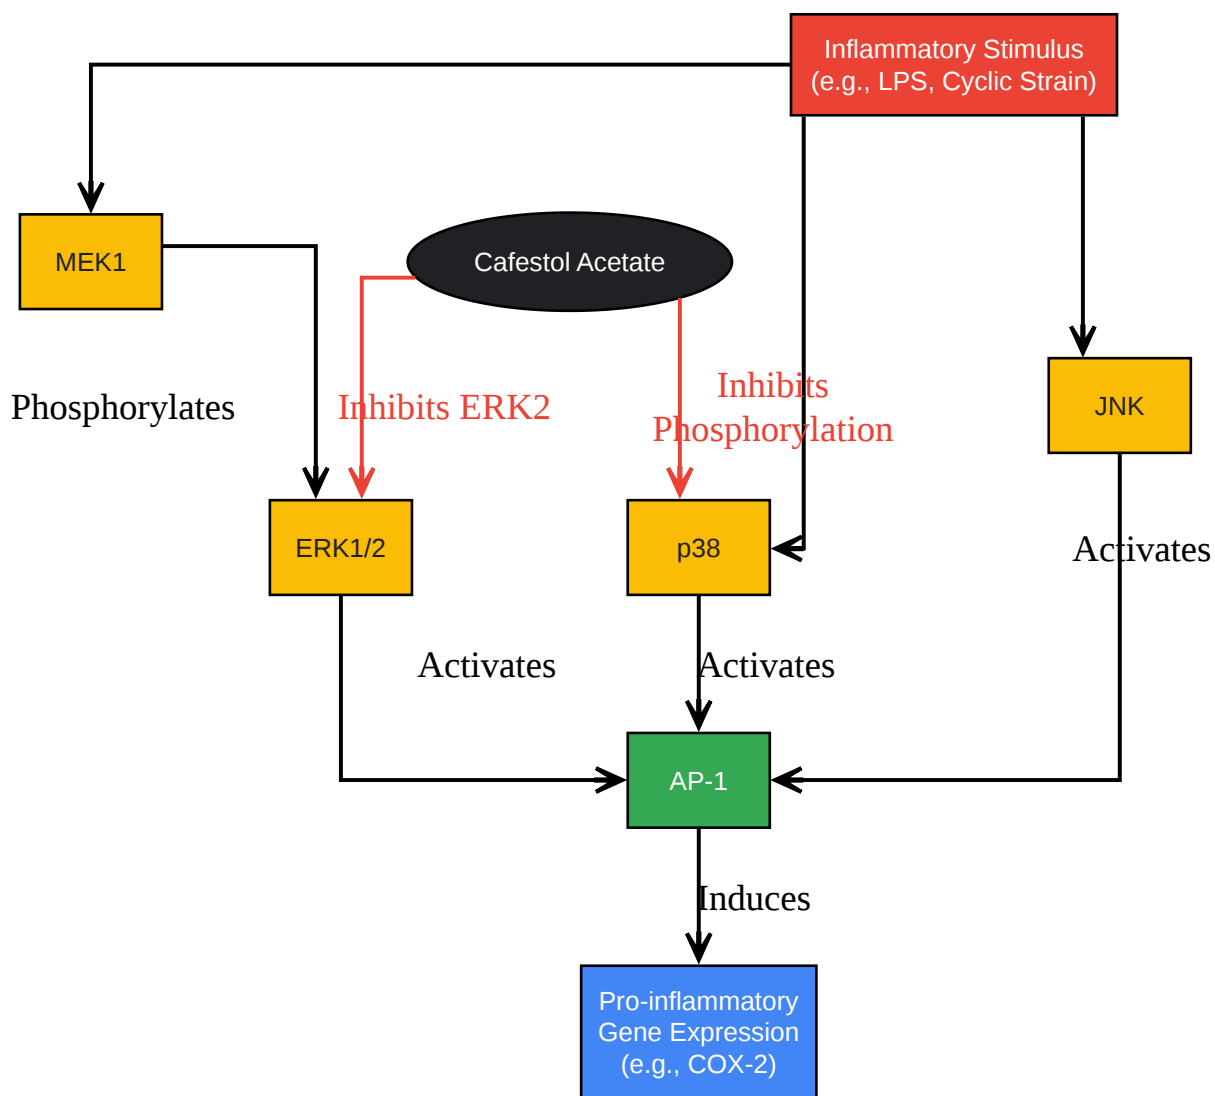 Inflammatory Stimulus
(e.g., LPS, Cyclic Strain)
MEK1
Cafestol Acetate
Phosphorylates
Inhibits ERK2
Inhibits
Phosphorylation
JNK
ERK1/2
p38
Activates
Activates
Activates
AP-1
Induces
Pro-inflammatory
Gene Expression
(e.g., COX-2)